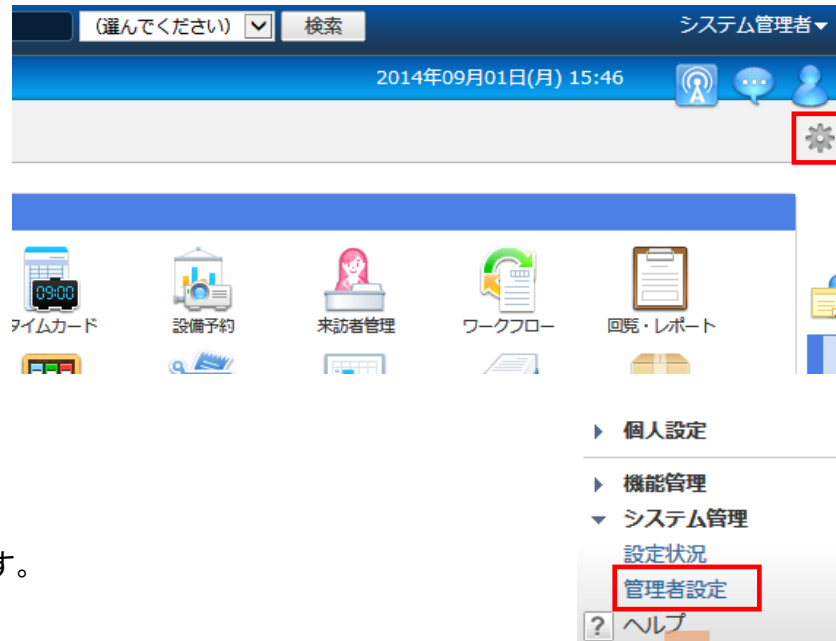 (選んでください) 検索 システム管理者▼
2014年09月01日(月) 15:46
09:00
タイムカード 設備予約 来訪者管理 ワークフロー 回覧・レポート
個人設定
機能管理
システム管理
設定状況
す。
管理者設定
? ヘルプ